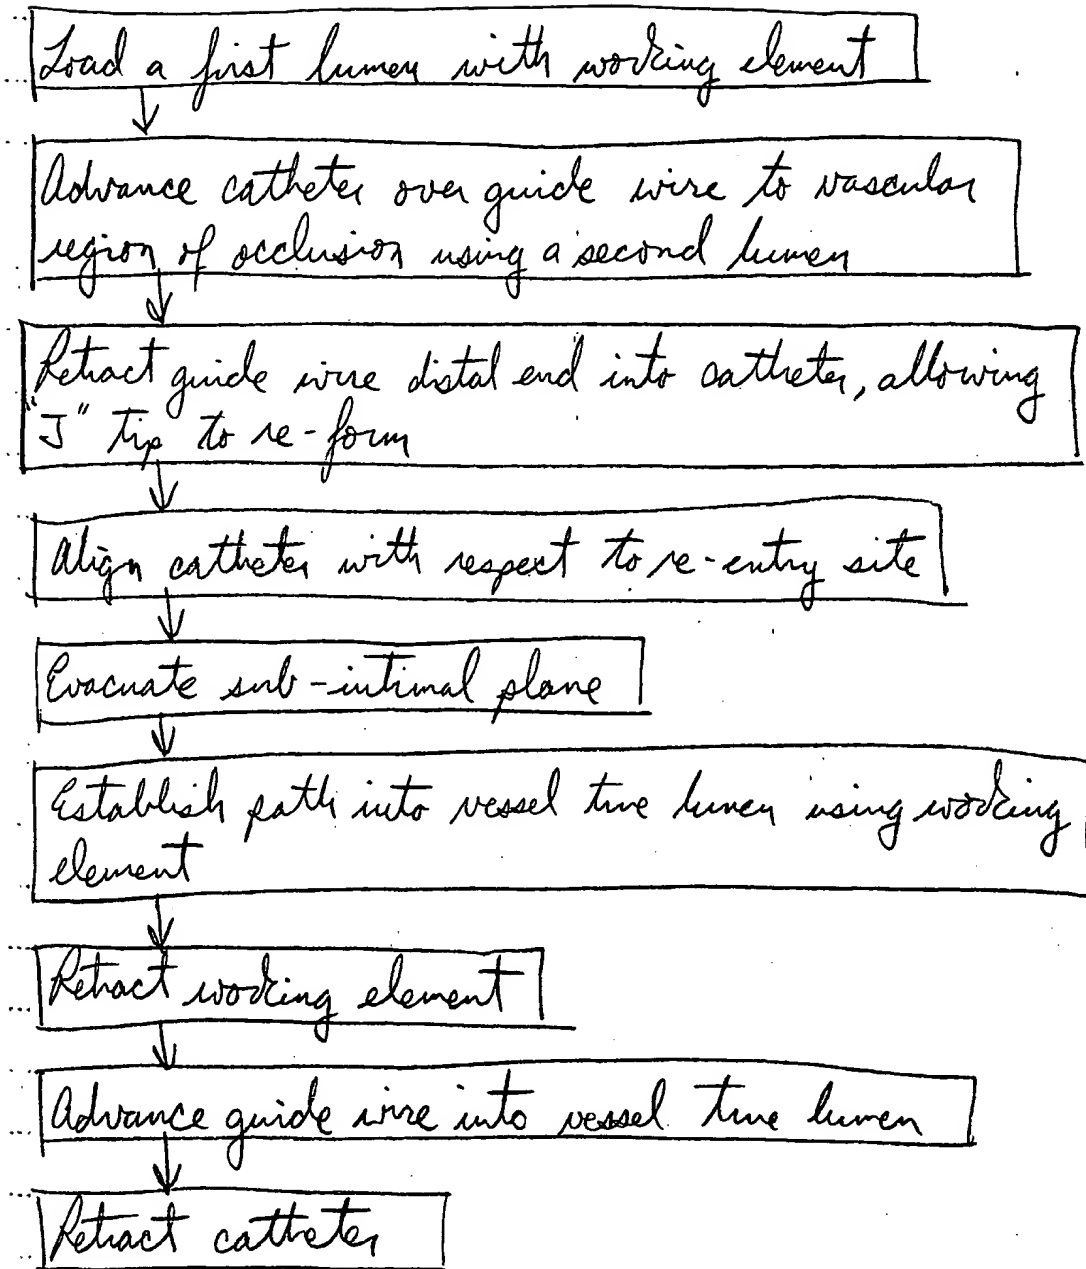 Load a first lumen with working element
Advance catheter over guide wire to vascular
region of occlusion using a second lumen
Retract guide wire distal end into catheter, allowing
"J" tip to re-form
Align catheter with respect to re-entry site
Evacuate sub-intimal plane
Establish path into vessel true lumen using working
element
Retract working element
Advance guide wire into vessel true lumen
Retract catheter